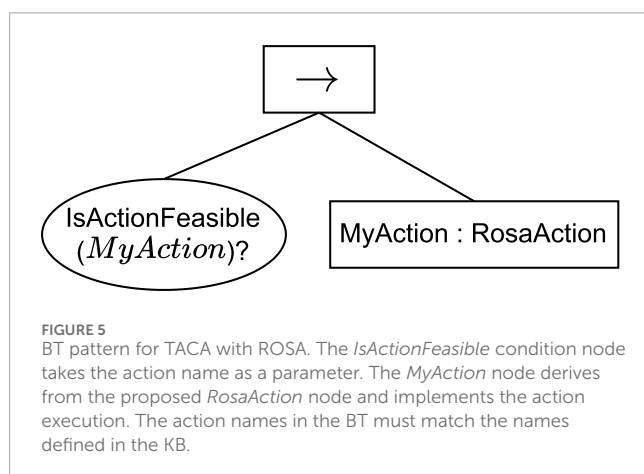 →
IsActionFeasible
(MyAction)?
MyAction : RosaAction
FIGURE 5
BT pattern for TACA with ROSA. The IsActionFeasible condition node
takes the action name as a parameter. The MyAction node derives
from the proposed RosaAction node and implements the action
execution. The action names in the BT must match the names
defined in the KB.